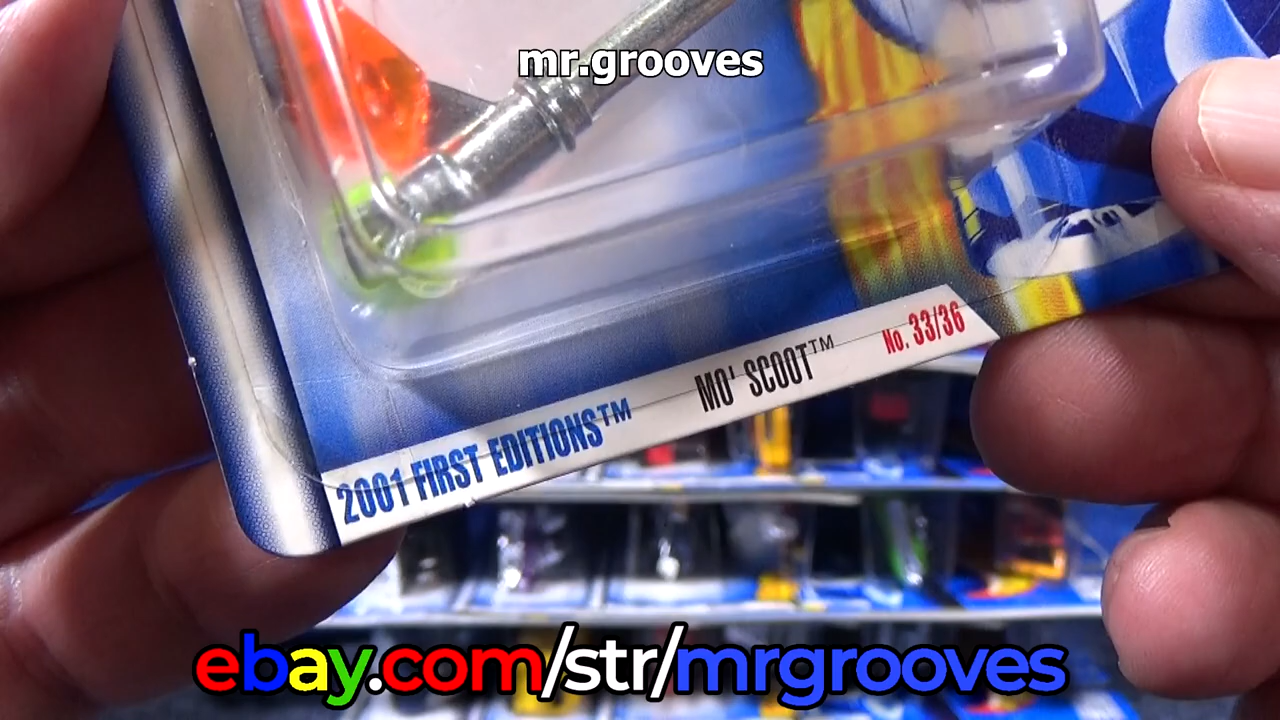 mr.grooves
2001 FIRST EDITIONS™ MO' SCOOT™ No. 33/36
ebay.com/str/mrgrooves